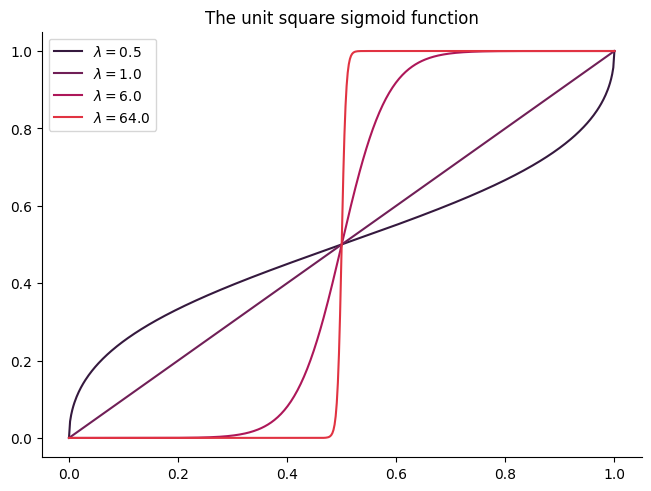 The unit square sigmoid function
λ = 0.5
λ = 1.0
λ = 6.0
λ = 64.0
1.0
0.8
0.6
0.4
0.2
0.0
0.0 0.2 0.4 0.6 0.8 1.0